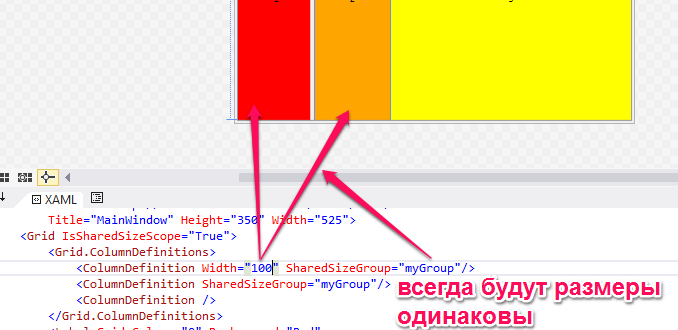 XAML
Title="MainWindow" Height="350" Width="525">
<Grid IsSharedSizeScope="True">
<Grid.ColumnDefinitions>
<ColumnDefinition Width="100" SharedSizeGroup="myGroup"/>
<ColumnDefinition SharedSizeGroup="myGroup"/>
<ColumnDefinition />
</Grid.ColumnDefinitions>
всегда будут размеры
одинаковы